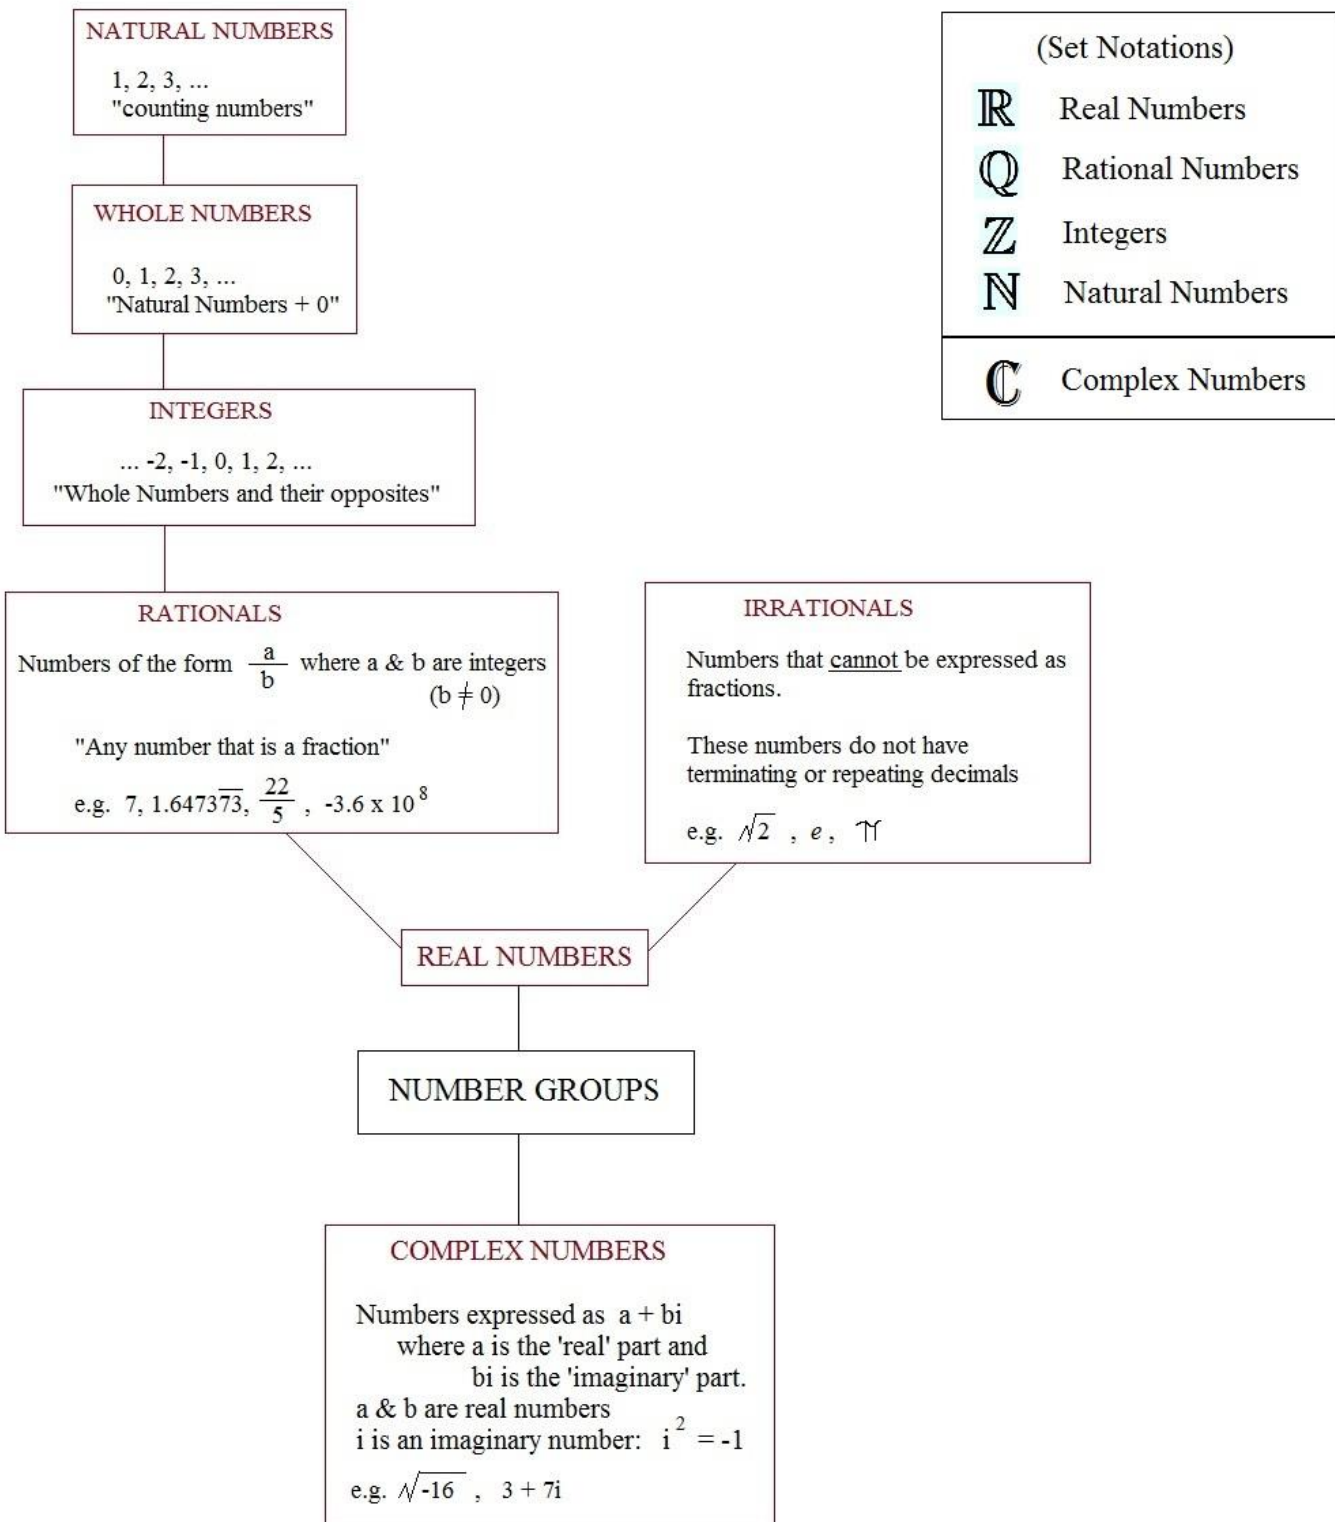 NATURAL NUMBERS
1, 2, 3, ...
"counting numbers"
WHOLE NUMBERS
0, 1, 2, 3, ...
"Natural Numbers + 0"
INTEGERS
... -2, -1, 0, 1, 2, ...
"Whole Numbers and their opposites"
RATIONALS
Numbers of the form a/b where a & b are integers
(b ≠ 0)
"Any number that is a fraction"
e.g. 7, 1.64737̅3̅, 22/5 , -3.6 x 10⁸
IRRATIONALS
Numbers that cannot be expressed as
fractions.
These numbers do not have
terminating or repeating decimals
e.g. √2 , e , π
REAL NUMBERS
NUMBER GROUPS
COMPLEX NUMBERS
Numbers expressed as a + bi
where a is the 'real' part and
bi is the 'imaginary' part.
a & b are real numbers
i is an imaginary number: i² = -1
e.g. √-16 , 3 + 7i
(Set Notations)
ℝ Real Numbers
ℚ Rational Numbers
ℤ Integers
ℕ Natural Numbers
ℂ Complex Numbers